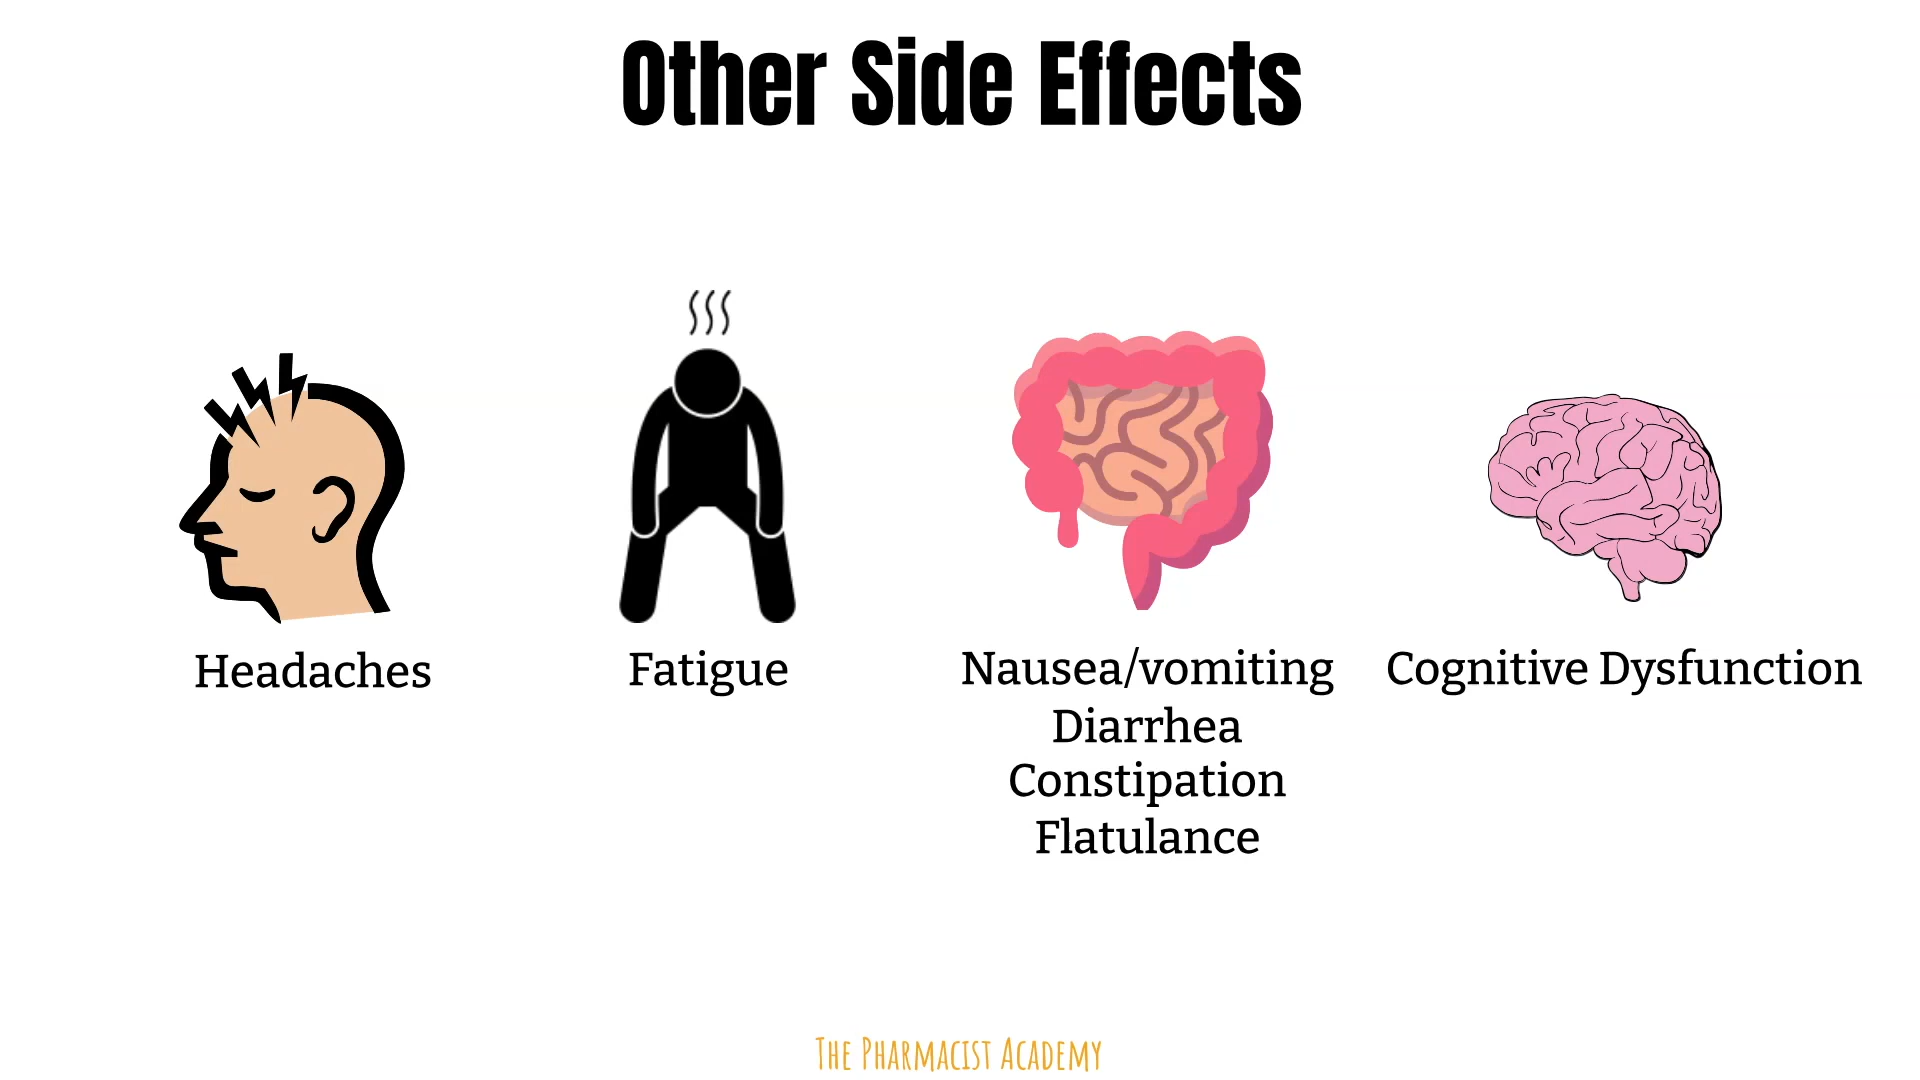 Other Side Effects
Headaches
Fatigue
Nausea/vomiting
Diarrhea
Constipation
Flatulance
Cognitive Dysfunction
The Pharmacist Academy